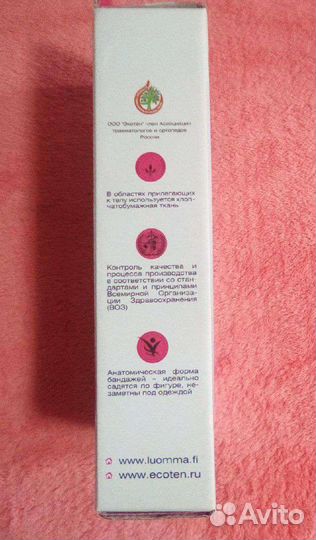 ООО "Экотен" член Ассоциации
травматологов и ортопедов
России
В областях прилегающих
к телу используется хлоп-
чатобумажная ткань
Контроль качества и
процесса производства
в соответствии со стан-
дартами и принципами
Всемирной Организа-
ции Здравоохранения
(ВОЗ)
Анатомическая форма
бандажей – идеально
садятся по фигуре, не-
заметны под одеждой
www.luomma.fi
www.ecoten.ru
Avito